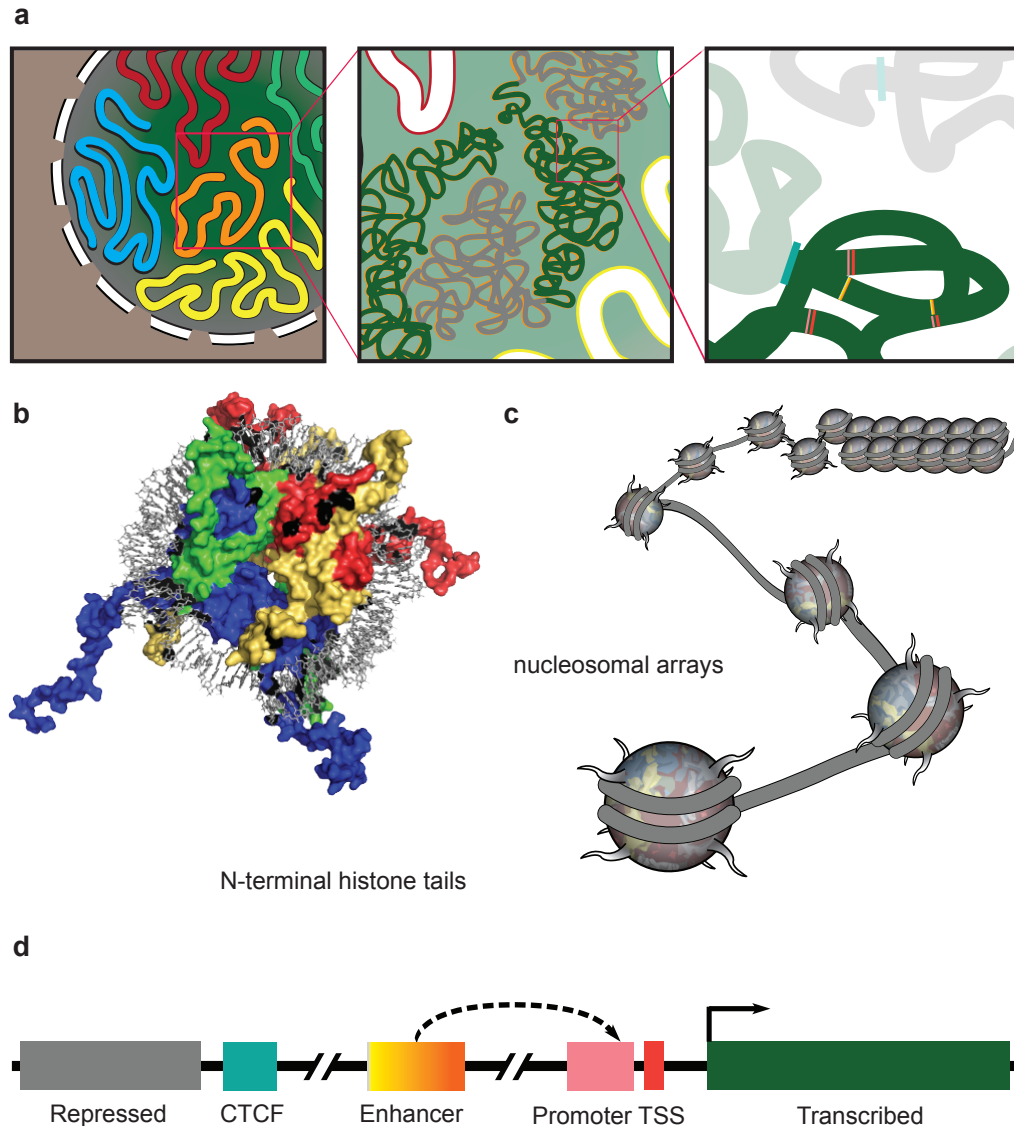 a
b
c
nucleosomal arrays
N-terminal histone tails
d
Repressed
CTCF
Enhancer
Promoter TSS
Transcribed